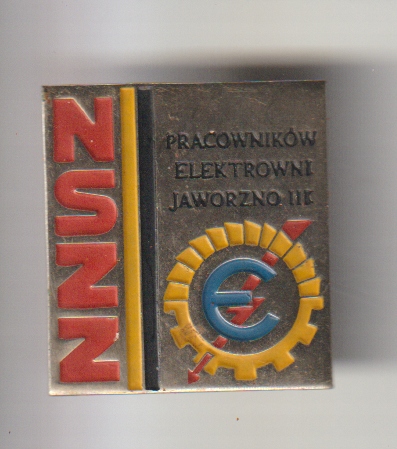 NSZZ
PRACOWNIKÓW
ELEKTROWNI
JAWORZNO III
E